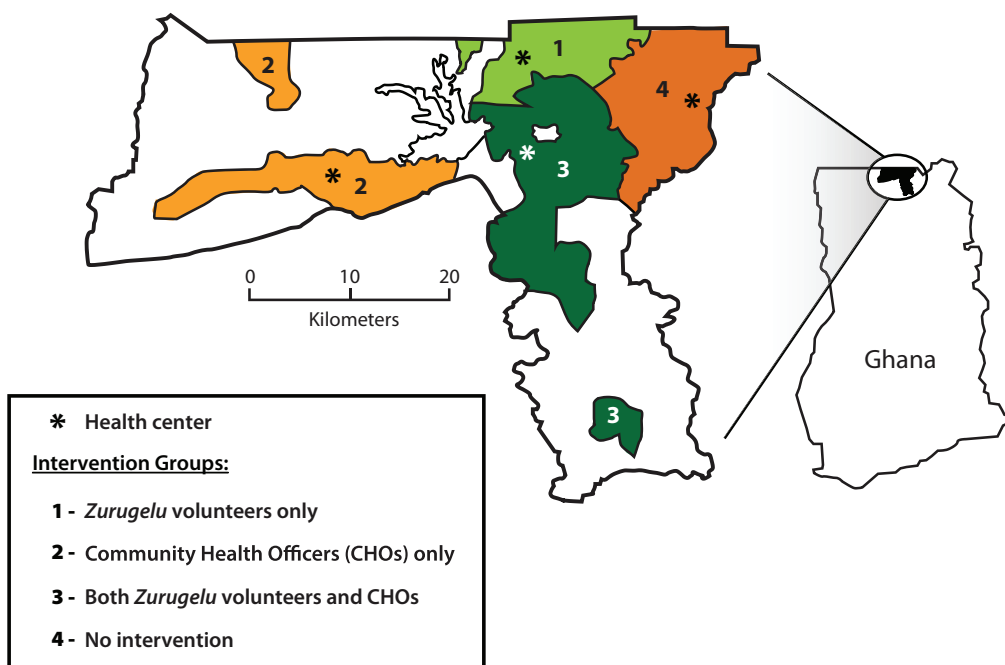 1
2
4
*
*
*
3
2
*
0 10 20
Kilometers
Ghana
3
* Health center
Intervention Groups:
1 - Zurugelu volunteers only
2 - Community Health Officers (CHOs) only
3 - Both Zurugelu volunteers and CHOs
4 - No intervention